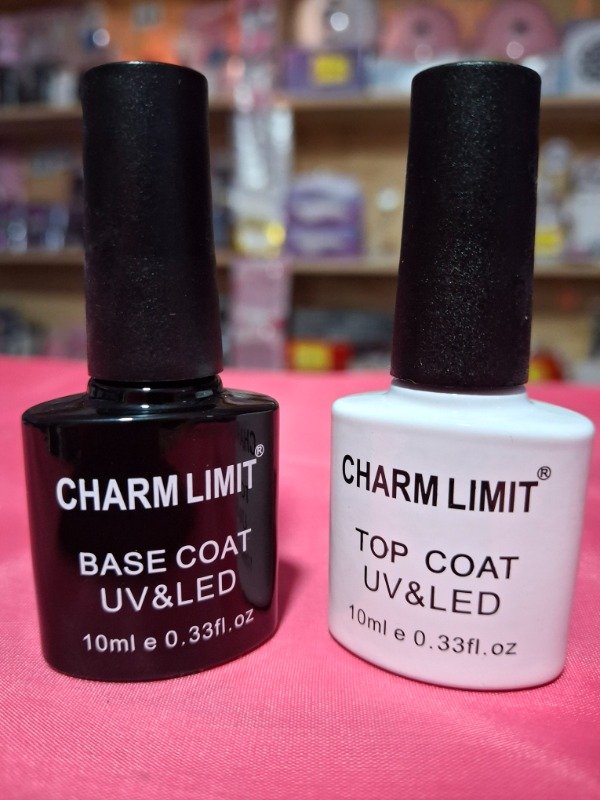 CHARM LIMIT®
BASE COAT
UV&LED
10ml e 0.33fl.oz
CHARM LIMIT®
TOP COAT
UV&LED
10ml e 0.33fl.oz